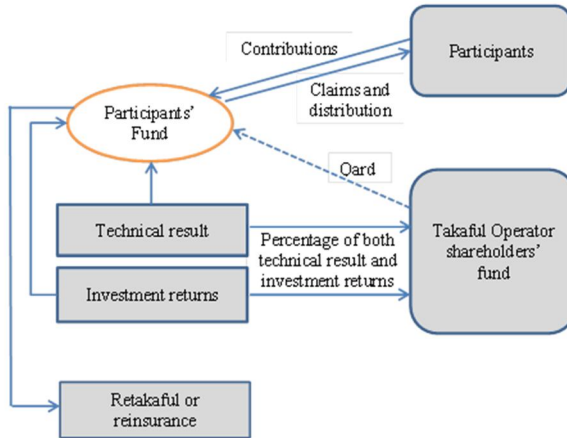 Contributions
Participants
Claims and
distribution
Participants’
Fund
Qard
Technical result
Percentage of both
technical result and
investment returns
Takaful Operator
shareholders’
fund
Investment returns
Retakaful or
reinsurance